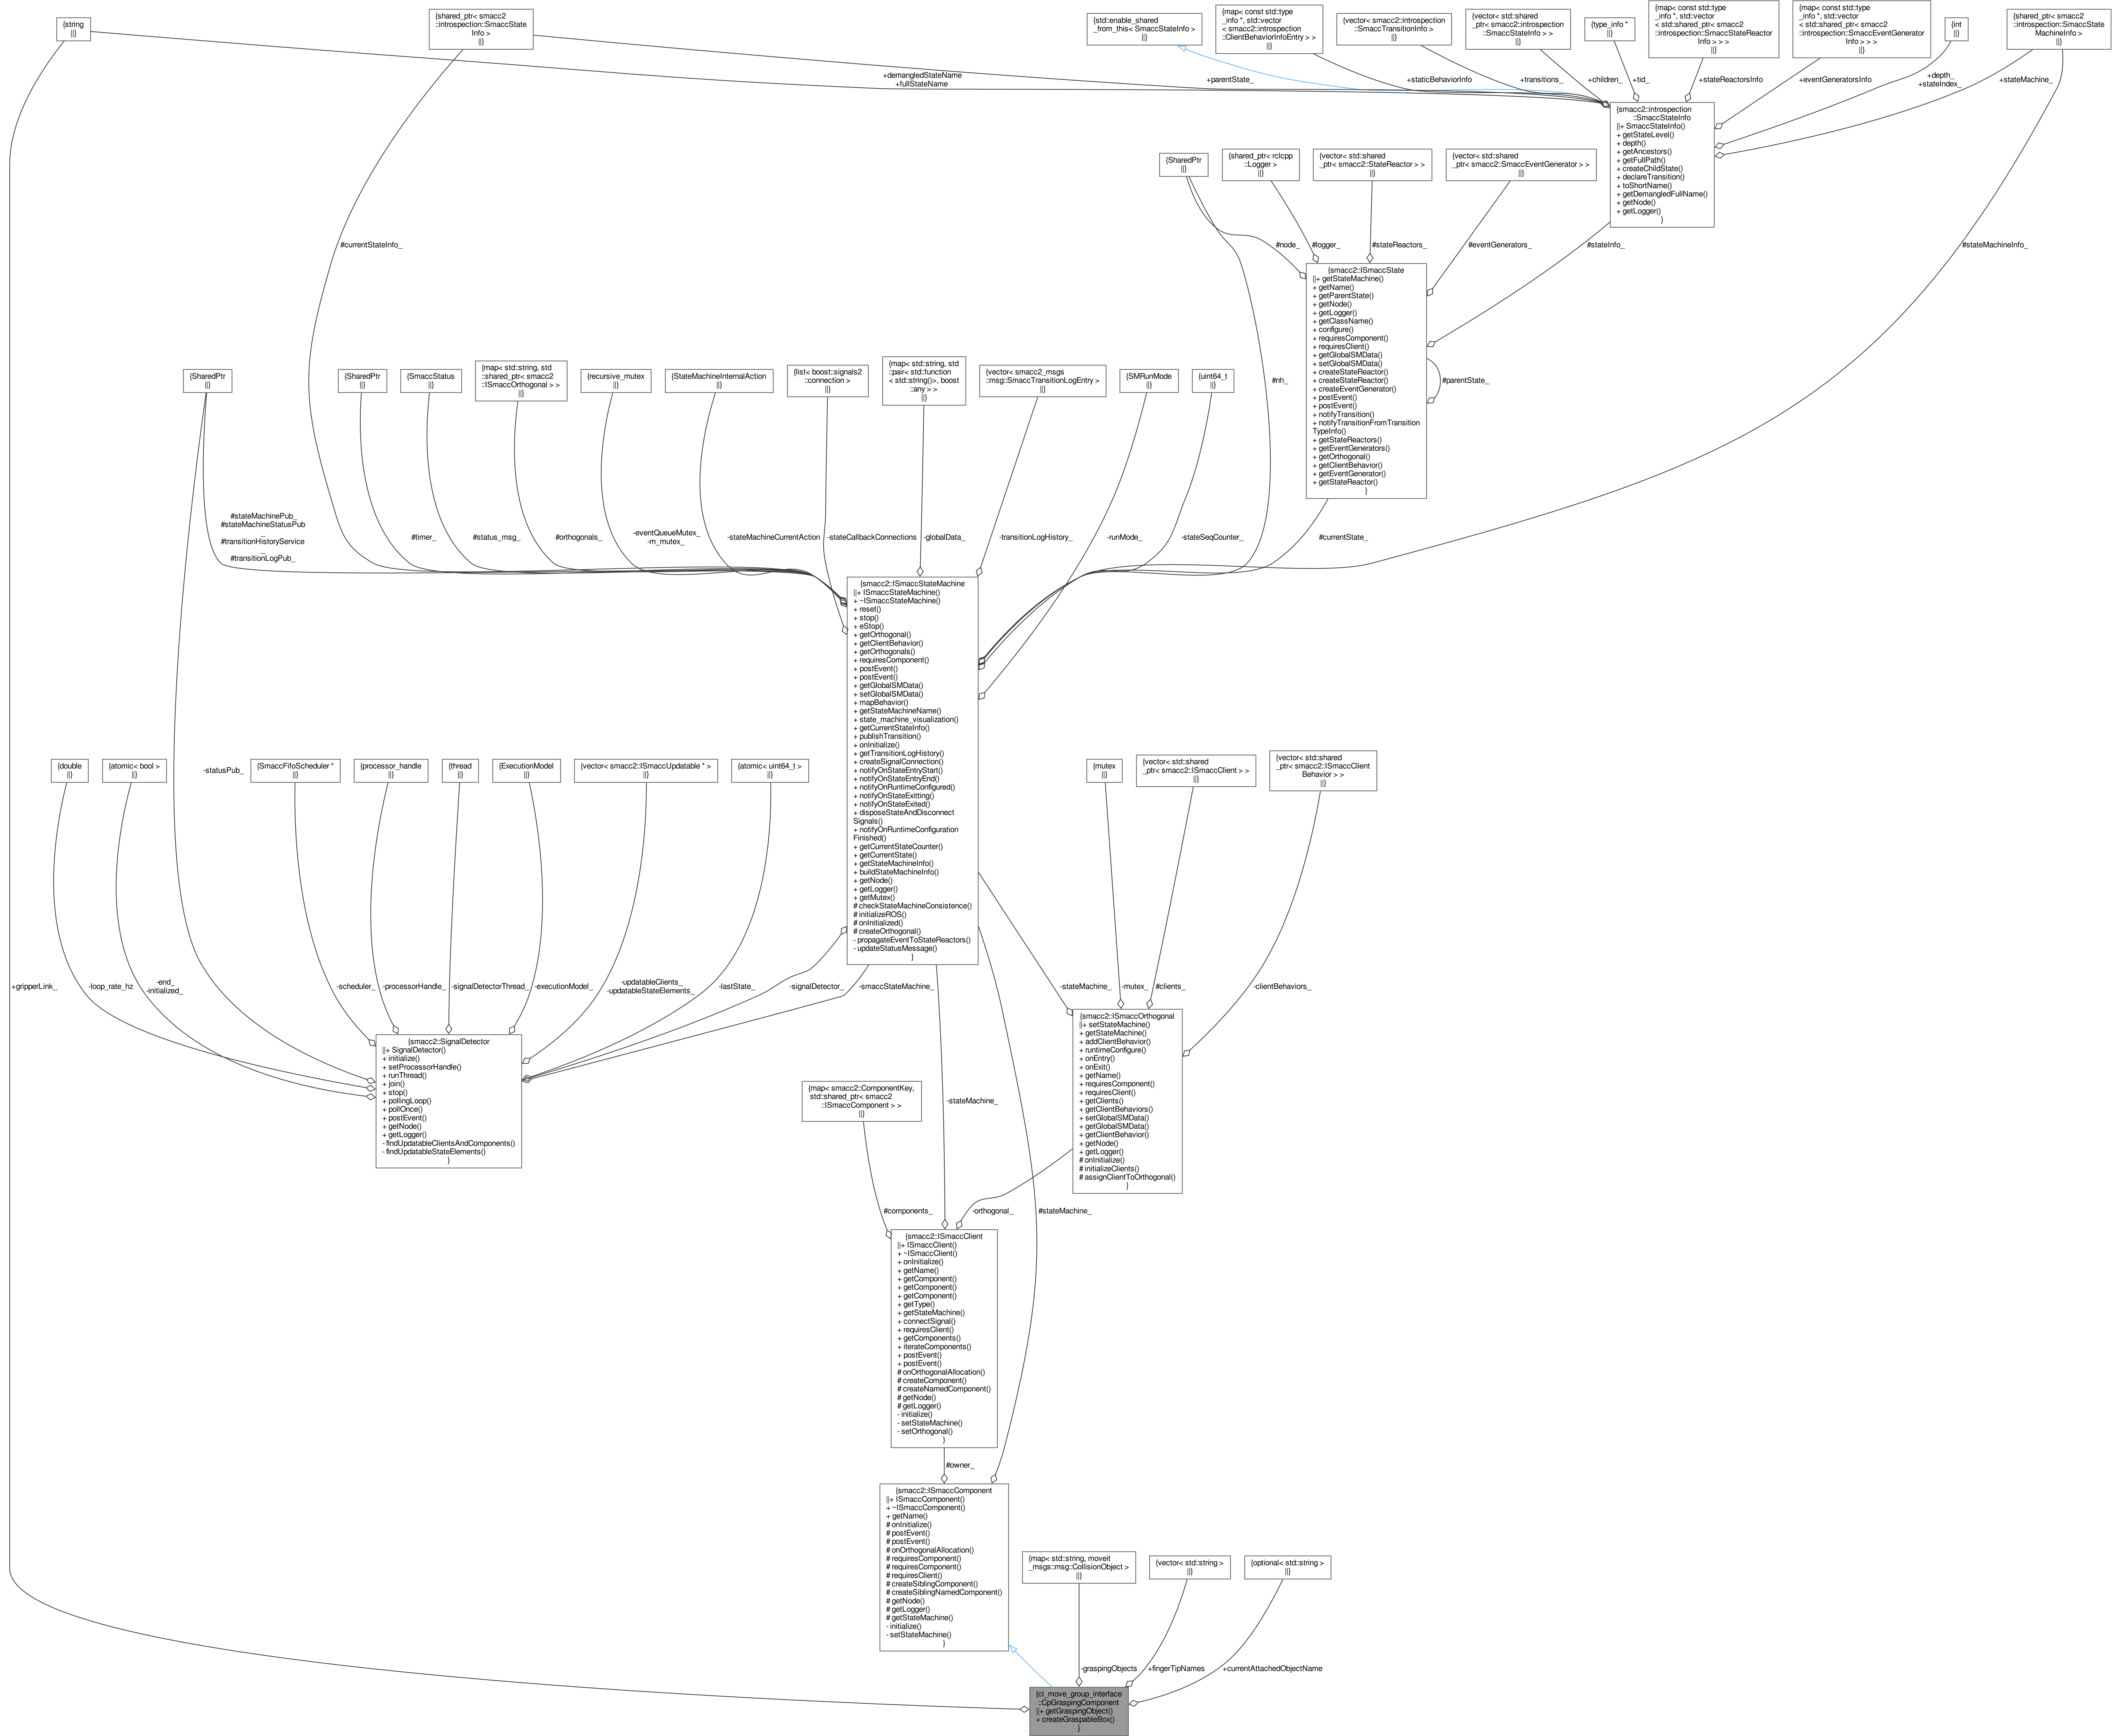 {string
||}
{shared_ptr< smacc2
::introspection::SmaccState
Info >
||}
{std::enable_shared
_from_this< SmaccStateInfo >
||}
{map< const std::type
_info *, std::vector
< smacc2::introspection
::ClientBehaviorInfoEntry > >
||}
{vector< smacc2::introspection
::SmaccTransitionInfo >
||}
{vector< std::shared
_ptr< smacc2::introspection
::SmaccStateInfo > >
||}
{type_info *
||}
{map< const std::type
_info *, std::vector
< std::shared_ptr< smacc2
::introspection::SmaccStateReactor
Info > > >
||}
{map< const std::type
_info *, std::vector
< std::shared_ptr< smacc2
::introspection::SmaccEventGenerator
Info > > >
||}
{int
||}
{shared_ptr< smacc2
::introspection::SmaccState
MachineInfo >
||}
+demangledStateName
+fullStateName
+parentState_
+staticBehaviorInfo
+transitions_
+children_
+tid_
+stateReactorsInfo
+eventGeneratorsInfo
+depth_
+stateIndex_
+stateMachine_
{smacc2::introspection
::SmaccStateInfo
||+ SmaccStateInfo()
+ getStateLevel()
+ depth()
+ getAncestors()
+ getFullPath()
+ createChildState()
+ declareTransition()
+ toShortName()
+ getDemangledFullName()
+ getNode()
+ getLogger()
}
{SharedPtr
||}
{shared_ptr< rclcpp
::Logger >
||}
{vector< std::shared
_ptr< smacc2::StateReactor > >
||}
{vector< std::shared
_ptr< smacc2::SmaccEventGenerator > >
||}
#currentStateInfo_
#node_
#logger_
#stateReactors_
#eventGenerators_
#stateInfo_
#stateMachineInfo_
{smacc2::ISmaccState
||+ getStateMachine()
+ getName()
+ getParentState()
+ getNode()
+ getLogger()
+ getClassName()
+ configure()
+ requiresComponent()
+ requiresClient()
+ getGlobalSMData()
+ setGlobalSMData()
+ createStateReactor()
+ createStateReactor()
+ createEventGenerator()
+ postEvent()
+ postEvent()
+ notifyTransition()
+ notifyTransitionFromTransition
TypeInfo()
+ getStateReactors()
+ getEventGenerators()
+ getOrthogonal()
+ getClientBehavior()
+ getEventGenerator()
+ getStateReactor()
}
#parentState_
#nh_
{SharedPtr
||}
{SharedPtr
||}
{SmaccStatus
||}
{map< std::string, std
::shared_ptr< smacc2
::ISmaccOrthogonal > >
||}
{recursive_mutex
||}
{StateMachineInternalAction
||}
{list< boost::signals2
::connection >
||}
{map< std::string, std
::pair< std::function
< std::string()>, boost
::any > >
||}
{vector< smacc2_msgs
::msg::SmaccTransitionLogEntry >
||}
{SMRunMode
||}
{uint64_t
||}
#stateMachinePub_
#stateMachineStatusPub
_
#transitionHistoryService
_
#transitionLogPub_
#timer_
#status_msg_
#orthogonals_
-eventQueueMutex_
-m_mutex_
-stateMachineCurrentAction
-stateCallbackConnections
-globalData_
-transitionLogHistory_
-runMode_
-stateSeqCounter_
#currentState_
{smacc2::ISmaccStateMachine
||+ ISmaccStateMachine()
+ ~ISmaccStateMachine()
+ reset()
+ stop()
+ eStop()
+ getOrthogonal()
+ getClientBehavior()
+ getOrthogonals()
+ requiresComponent()
+ postEvent()
+ postEvent()
+ getGlobalSMData()
+ setGlobalSMData()
+ mapBehavior()
+ getStateMachineName()
+ state_machine_visualization()
+ getCurrentStateInfo()
+ publishTransition()
+ onInitialize()
+ getTransitionLogHistory()
+ createSignalConnection()
+ notifyOnStateEntryStart()
+ notifyOnStateEntryEnd()
+ notifyOnRuntimeConfigured()
+ notifyOnStateExitting()
+ notifyOnStateExited()
+ disposeStateAndDisconnect
Signals()
+ notifyOnRuntimeConfiguration
Finished()
+ getCurrentStateCounter()
+ getCurrentState()
+ getStateMachineInfo()
+ buildStateMachineInfo()
+ getNode()
+ getLogger()
+ getMutex()
# checkStateMachineConsistence()
# initializeROS()
# onInitialized()
# createOrthogonal()
- propagateEventToStateReactors()
- updateStatusMessage()
}
{double
||}
{atomic< bool >
||}
-statusPub_
{SmaccFifoScheduler *
||}
{processor_handle
||}
{thread
||}
{ExecutionModel
||}
{vector< smacc2::ISmaccUpdatable * >
||}
{atomic< uint64_t >
||}
{mutex
||}
{vector< std::shared
_ptr< smacc2::ISmaccClient > >
||}
{vector< std::shared
_ptr< smacc2::ISmaccClient
Behavior > >
||}
+gripperLink_
-loop_rate_hz
-end_
-initialized_
-scheduler_
-processorHandle_
-signalDetectorThread_
-executionModel_
-updatableClients_
-updatableStateElements_
-lastState_
-signalDetector_
-smaccStateMachine_
-stateMachine_
-mutex_
#clients_
-clientBehaviors_
{smacc2::SignalDetector
||+ SignalDetector()
+ initialize()
+ setProcessorHandle()
+ runThread()
+ join()
+ stop()
+ pollingLoop()
+ pollOnce()
+ postEvent()
+ getNode()
+ getLogger()
- findUpdatableClientsAndComponents()
- findUpdatableStateElements()
}
{smacc2::ISmaccOrthogonal
||+ setStateMachine()
+ getStateMachine()
+ addClientBehavior()
+ runtimeConfigure()
+ onEntry()
+ onExit()
+ getName()
+ requiresComponent()
+ requiresClient()
+ getClients()
+ getClientBehaviors()
+ setGlobalSMData()
+ getGlobalSMData()
+ getClientBehavior()
+ getNode()
+ getLogger()
# onInitialize()
# initializeClients()
# assignClientToOrthogonal()
}
{map< smacc2::ComponentKey,
std::shared_ptr< smacc2
::ISmaccComponent > >
||}
-stateMachine_
#components_
-orthogonal_
#stateMachine_
{smacc2::ISmaccClient
||+ ISmaccClient()
+ ~ISmaccClient()
+ onInitialize()
+ getName()
+ getComponent()
+ getComponent()
+ getComponent()
+ getType()
+ getStateMachine()
+ connectSignal()
+ requiresClient()
+ getComponents()
+ iterateComponents()
+ postEvent()
+ postEvent()
# onOrthogonalAllocation()
# createComponent()
# createNamedComponent()
# getNode()
# getLogger()
- initialize()
- setStateMachine()
- setOrthogonal()
}
#owner_
{smacc2::ISmaccComponent
||+ ISmaccComponent()
+ ~ISmaccComponent()
+ getName()
# onInitialize()
# postEvent()
# postEvent()
# onOrthogonalAllocation()
# requiresComponent()
# requiresComponent()
# requiresClient()
# createSiblingComponent()
# createSiblingNamedComponent()
# getNode()
# getLogger()
# getStateMachine()
- initialize()
- setStateMachine()
}
{map< std::string, moveit
_msgs::msg::CollisionObject >
||}
{vector< std::string >
||}
{optional< std::string >
||}
-graspingObjects
+fingerTipNames
+currentAttachedObjectName
{cl_move_group_interface
::CpGraspingComponent
||+ getGraspingObject()
+ createGraspableBox()
}